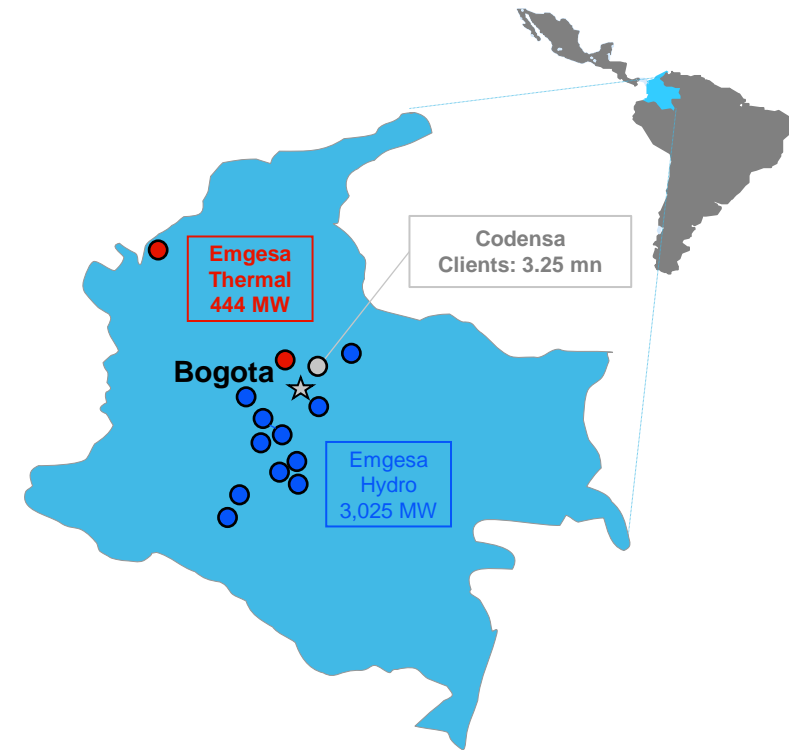 Codensa
Clients: 3.25 mn
Emgesa
Thermal
444 MW
Bogota
Emgesa
Hydro
3,025 MW